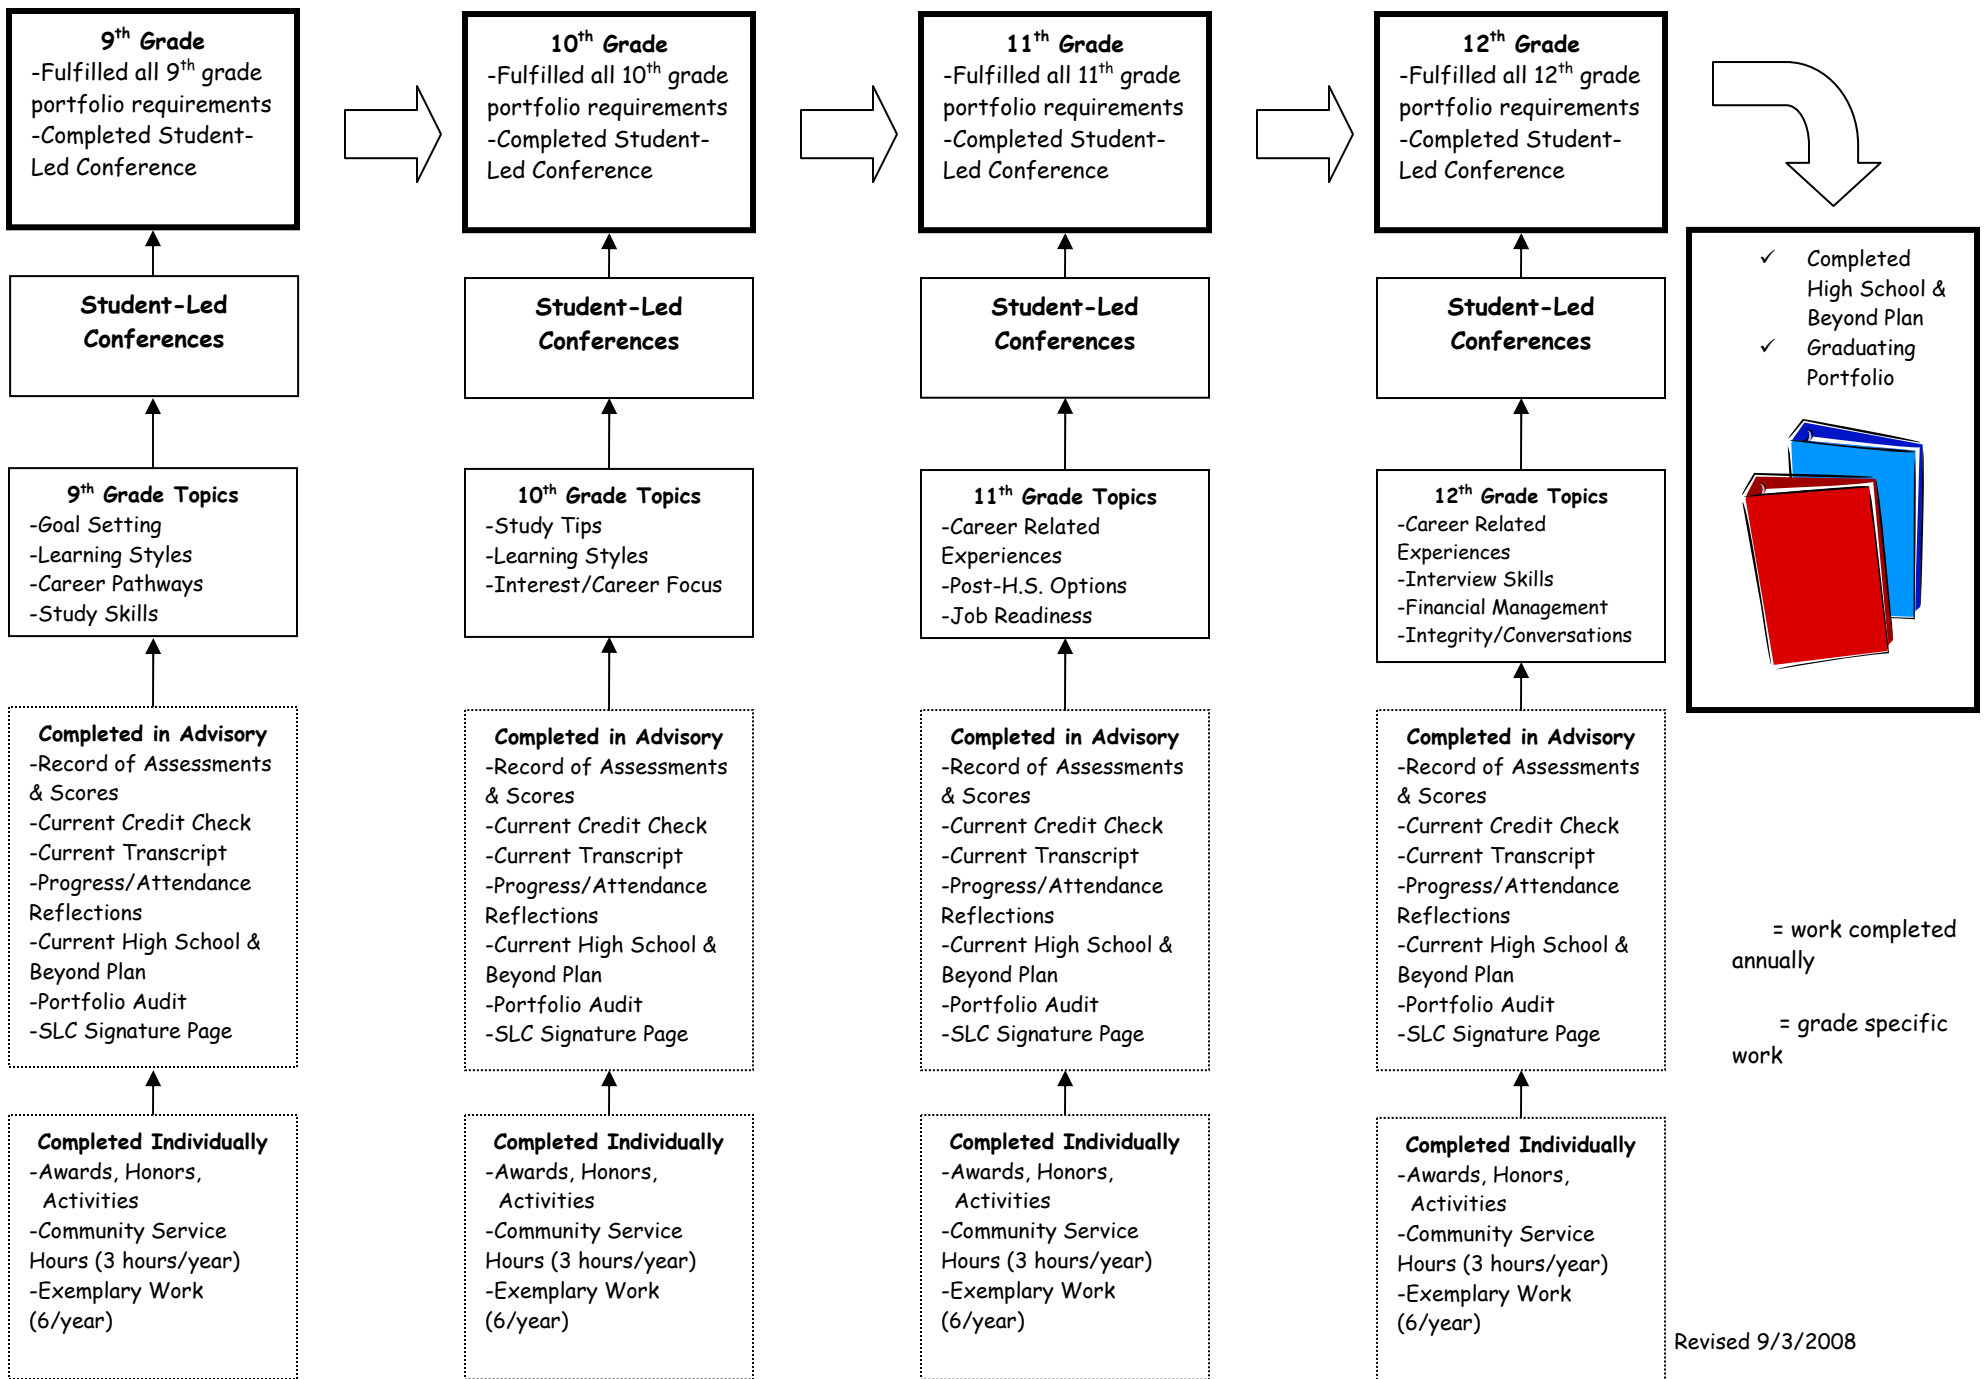 9th Grade
-Fulfilled all 9th grade
portfolio requirements
-Completed Student-
Led Conference
10th Grade
-Fulfilled all 10th grade
portfolio requirements
-Completed Student-
Led Conference
11th Grade
-Fulfilled all 11th grade
portfolio requirements
-Completed Student-
Led Conference
12th Grade
-Fulfilled all 12th grade
portfolio requirements
-Completed Student-
Led Conference
✓ Completed
High School &
Beyond Plan
✓ Graduating
Portfolio
Student-Led
Conferences
Student-Led
Conferences
Student-Led
Conferences
Student-Led
Conferences
9th Grade Topics
-Goal Setting
-Learning Styles
-Career Pathways
-Study Skills
10th Grade Topics
-Study Tips
-Learning Styles
-Interest/Career Focus
11th Grade Topics
-Career Related
Experiences
-Post-H.S. Options
-Job Readiness
12th Grade Topics
-Career Related
Experiences
-Interview Skills
-Financial Management
-Integrity/Conversations
Completed in Advisory
-Record of Assessments
& Scores
-Current Credit Check
-Current Transcript
-Progress/Attendance
Reflections
-Current High School &
Beyond Plan
-Portfolio Audit
-SLC Signature Page
Completed in Advisory
-Record of Assessments
& Scores
-Current Credit Check
-Current Transcript
-Progress/Attendance
Reflections
-Current High School &
Beyond Plan
-Portfolio Audit
-SLC Signature Page
Completed in Advisory
-Record of Assessments
& Scores
-Current Credit Check
-Current Transcript
-Progress/Attendance
Reflections
-Current High School &
Beyond Plan
-Portfolio Audit
-SLC Signature Page
Completed in Advisory
-Record of Assessments
& Scores
-Current Credit Check
-Current Transcript
-Progress/Attendance
Reflections
-Current High School &
Beyond Plan
-Portfolio Audit
-SLC Signature Page
= work completed
annually
= grade specific
work
Completed Individually
-Awards, Honors,
Activities
-Community Service
Hours (3 hours/year)
-Exemplary Work
(6/year)
Completed Individually
-Awards, Honors,
Activities
-Community Service
Hours (3 hours/year)
-Exemplary Work
(6/year)
Completed Individually
-Awards, Honors,
Activities
-Community Service
Hours (3 hours/year)
-Exemplary Work
(6/year)
Completed Individually
-Awards, Honors,
Activities
-Community Service
Hours (3 hours/year)
-Exemplary Work
(6/year)
Revised 9/3/2008